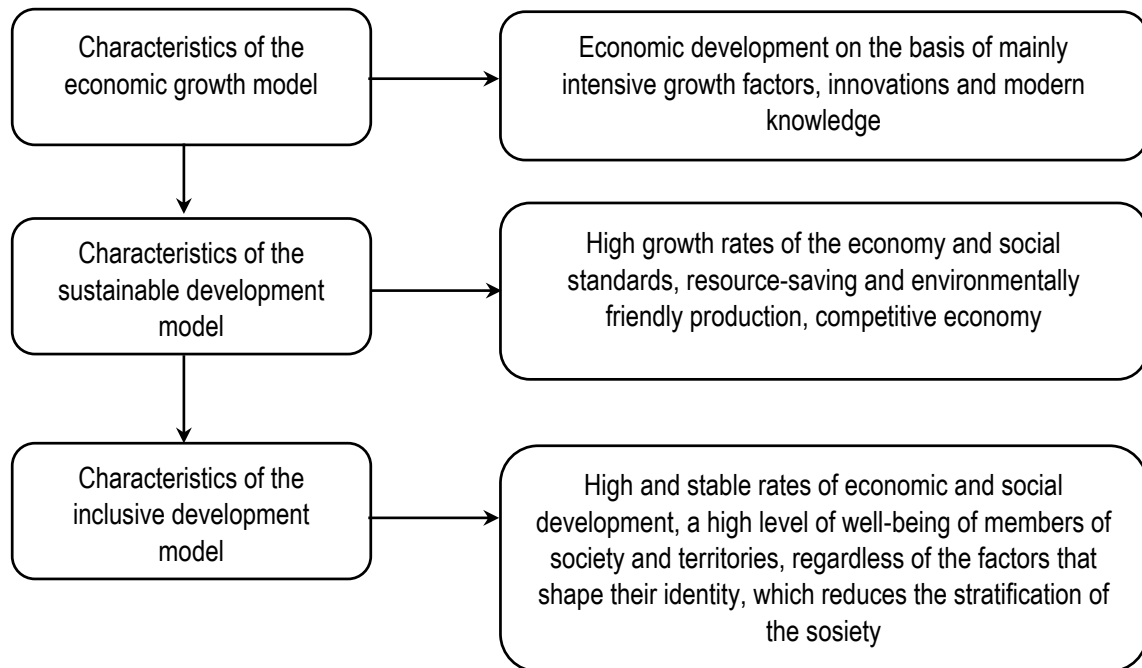 Characteristics of the
economic growth model
Economic development on the basis of mainly
intensive growth factors, innovations and modern
knowledge
Characteristics of the
sustainable development
model
High growth rates of the economy and social
standards, resource-saving and environmentally
friendly production, competitive economy
Characteristics of the
inclusive development
model
High and stable rates of economic and social
development, a high level of well-being of members of
society and territories, regardless of the factors that
shape their identity, which reduces the stratification of
the sosiety